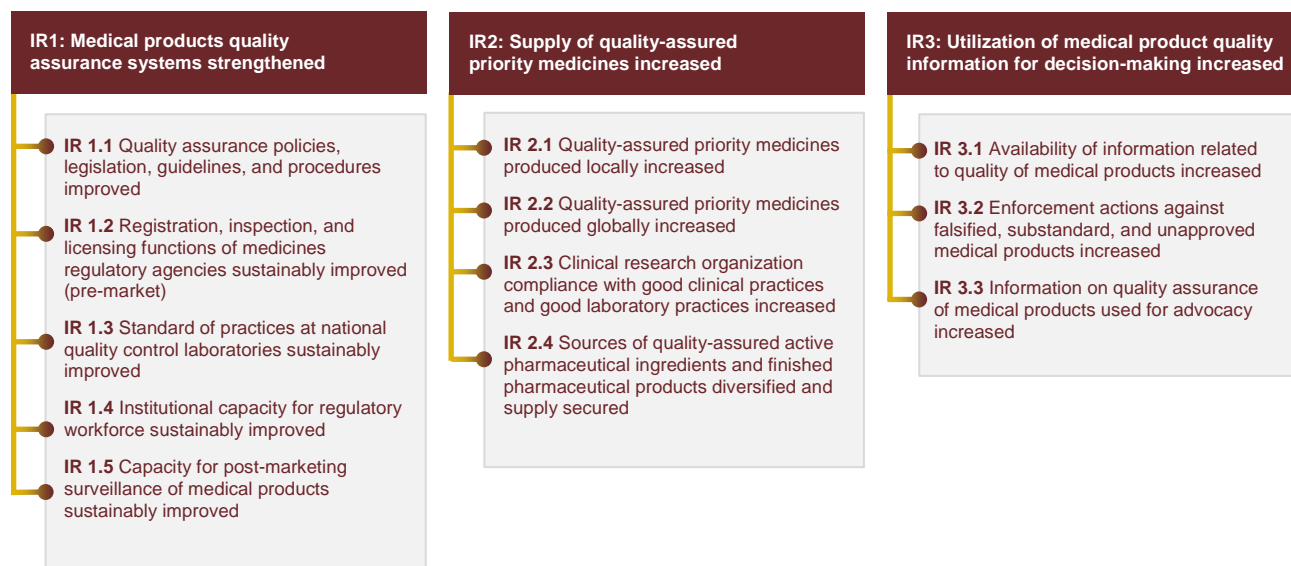 IR1: Medical products quality
assurance systems strengthened
IR 1.1 Quality assurance policies,
legislation, guidelines, and procedures
improved
IR 1.2 Registration, inspection, and
licensing functions of medicines
regulatory agencies sustainably improved
(pre-market)
IR 1.3 Standard of practices at national
quality control laboratories sustainably
improved
IR 1.4 Institutional capacity for regulatory
workforce sustainably improved
IR 1.5 Capacity for post-marketing
surveillance of medical products
sustainably improved
IR2: Supply of quality-assured
priority medicines increased
IR 2.1 Quality-assured priority medicines
produced locally increased
IR 2.2 Quality-assured priority medicines
produced globally increased
IR 2.3 Clinical research organization
compliance with good clinical practices
and good laboratory practices increased
IR 2.4 Sources of quality-assured active
pharmaceutical ingredients and finished
pharmaceutical products diversified and
supply secured
IR3: Utilization of medical product quality
information for decision-making increased
IR 3.1 Availability of information related
to quality of medical products increased
IR 3.2 Enforcement actions against
falsified, substandard, and unapproved
medical products increased
IR 3.3 Information on quality assurance
of medical products used for advocacy
increased